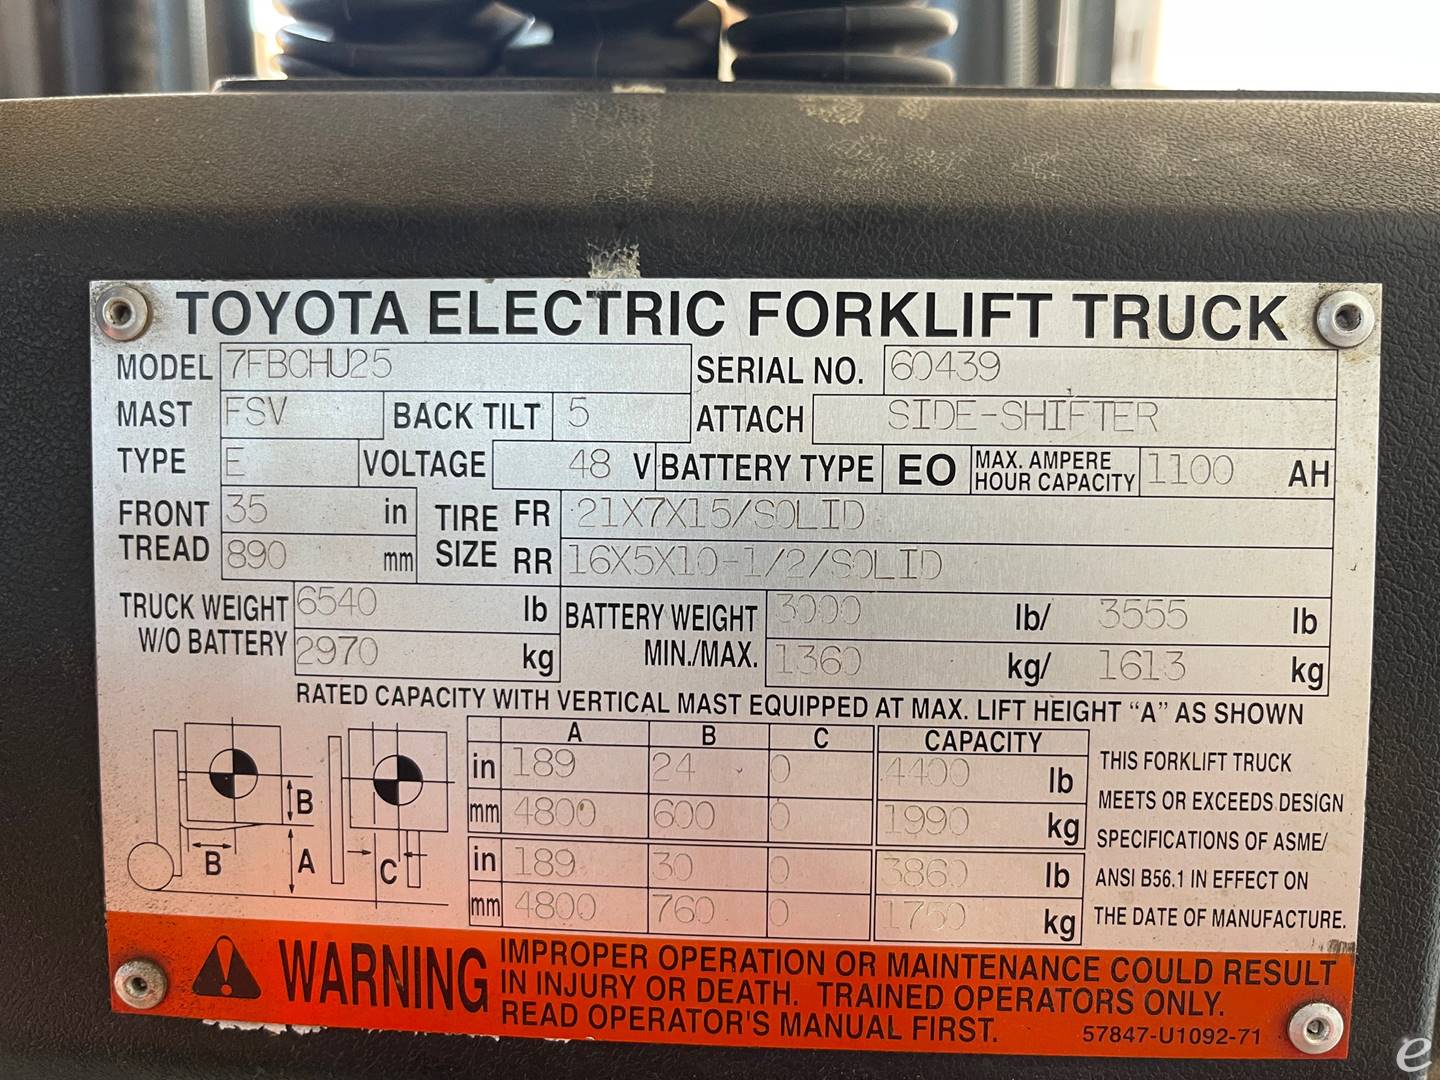 TOYOTA ELECTRIC FORKLIFT TRUCK
MODEL 7FBCHU25 SERIAL NO. 60439
MAST FSV BACK TILT 5 ATTACH SIDE-SHIFTER
TYPE E VOLTAGE 48 V BATTERY TYPE EO MAX. AMPERE HOUR CAPACITY 1100 AH
FRONT TREAD 35 in TIRE SIZE FR 21X7X15/SOLID
890 mm RR 16X5X10-1/2/SOLID
TRUCK WEIGHT W/O BATTERY 6540 lb BATTERY WEIGHT MIN./MAX. 3000 lb/ 3555 lb
2970 kg 1360 kg/ 1613 kg
RATED CAPACITY WITH VERTICAL MAST EQUIPPED AT MAX. LIFT HEIGHT "A" AS SHOWN
A B C CAPACITY
in 189 24 0 4400 lb
mm 4800 600 0 1990 kg
in 189 30 0 3860 lb
mm 4800 760 0 1750 kg
B
B A C
THIS FORKLIFT TRUCK
MEETS OR EXCEEDS DESIGN
SPECIFICATIONS OF ASME/
ANSI B56.1 IN EFFECT ON
THE DATE OF MANUFACTURE.
WARNING
IMPROPER OPERATION OR MAINTENANCE COULD RESULT
IN INJURY OR DEATH. TRAINED OPERATORS ONLY.
READ OPERATOR'S MANUAL FIRST. 57847-U1092-71
e